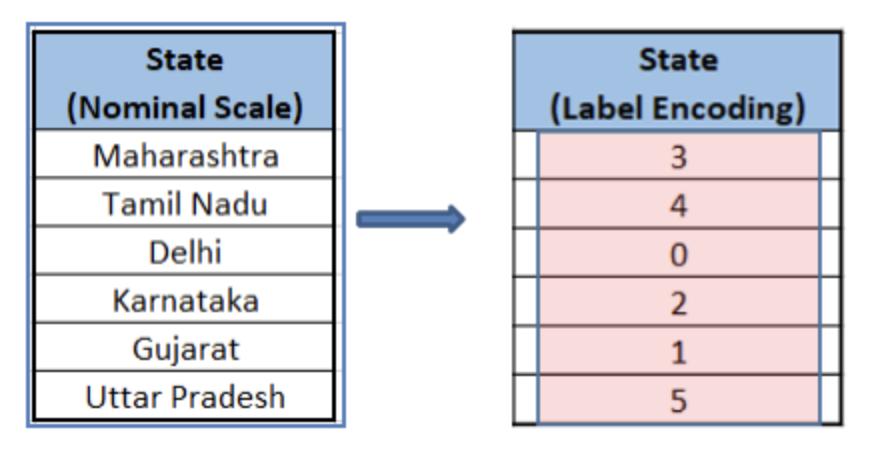 State
(Nominal Scale)
Maharashtra
Tamil Nadu
Delhi
Karnataka
Gujarat
Uttar Pradesh
State
(Label Encoding)
3
4
0
2
1
5